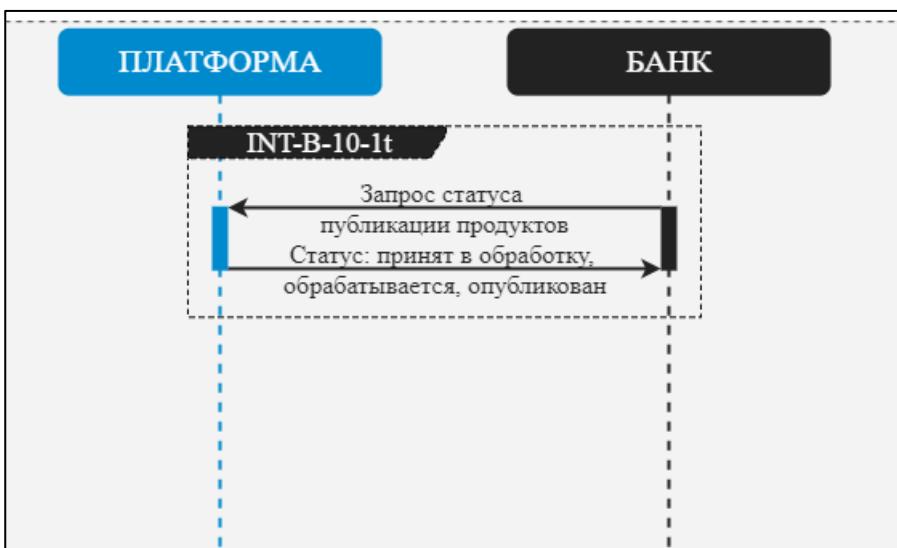 ПЛАТФОРМА
БАНК
INT-B-10-1t
Запрос статуса
публикации продуктов
Статус: принят в обработку,
обрабатывается, опубликован